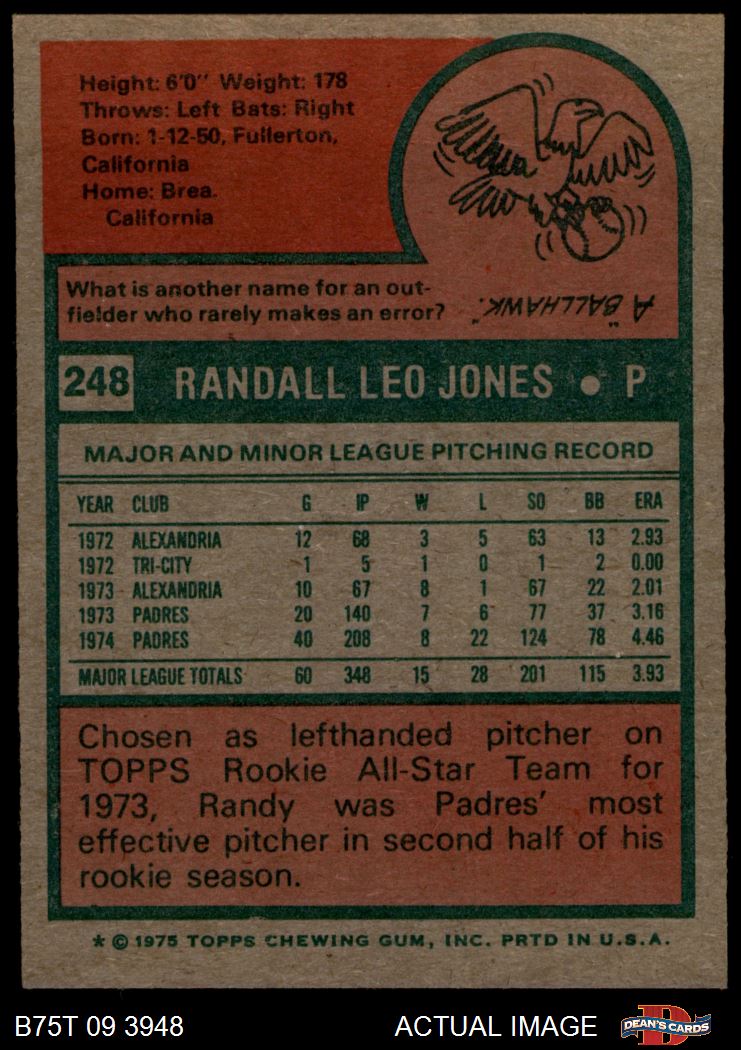 Height: 6'0" Weight: 178
Throws: Left Bats: Right
Born: 1-12-50, Fullerton,
California
Home: Brea.
California
What is another name for an out-
fielder who rarely makes an error?
A "BALLHAWK."
248 RANDALL LEO JONES • P
MAJOR AND MINOR LEAGUE PITCHING RECORD
YEAR CLUB G IP W L SO BB ERA
1972 ALEXANDRIA 12 68 3 5 63 13 2.93
1972 TRI-CITY 1 5 1 0 1 2 0.00
1973 ALEXANDRIA 10 67 8 1 67 22 2.01
1973 PADRES 20 140 7 6 77 37 3.16
1974 PADRES 40 208 8 22 124 78 4.46
MAJOR LEAGUE TOTALS 60 348 15 28 201 115 3.93
Chosen as lefthanded pitcher on
TOPPS Rookie All-Star Team for
1973, Randy was Padres' most
effective pitcher in second half of his
rookie season.
* © 1975 TOPPS CHEWING GUM, INC. PRTD IN U.S.A.
B75T 09 3948 ACTUAL IMAGE DEAN'S CARDS